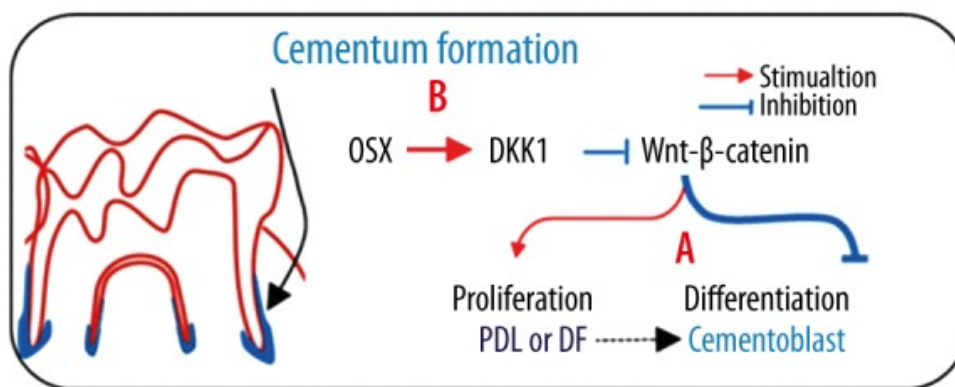 Cementum formation
B
Stimualtion
Inhibition
OSX DKK1 Wnt-β-catenin
A
Proliferation Differentiation
PDL or DF Cementoblast